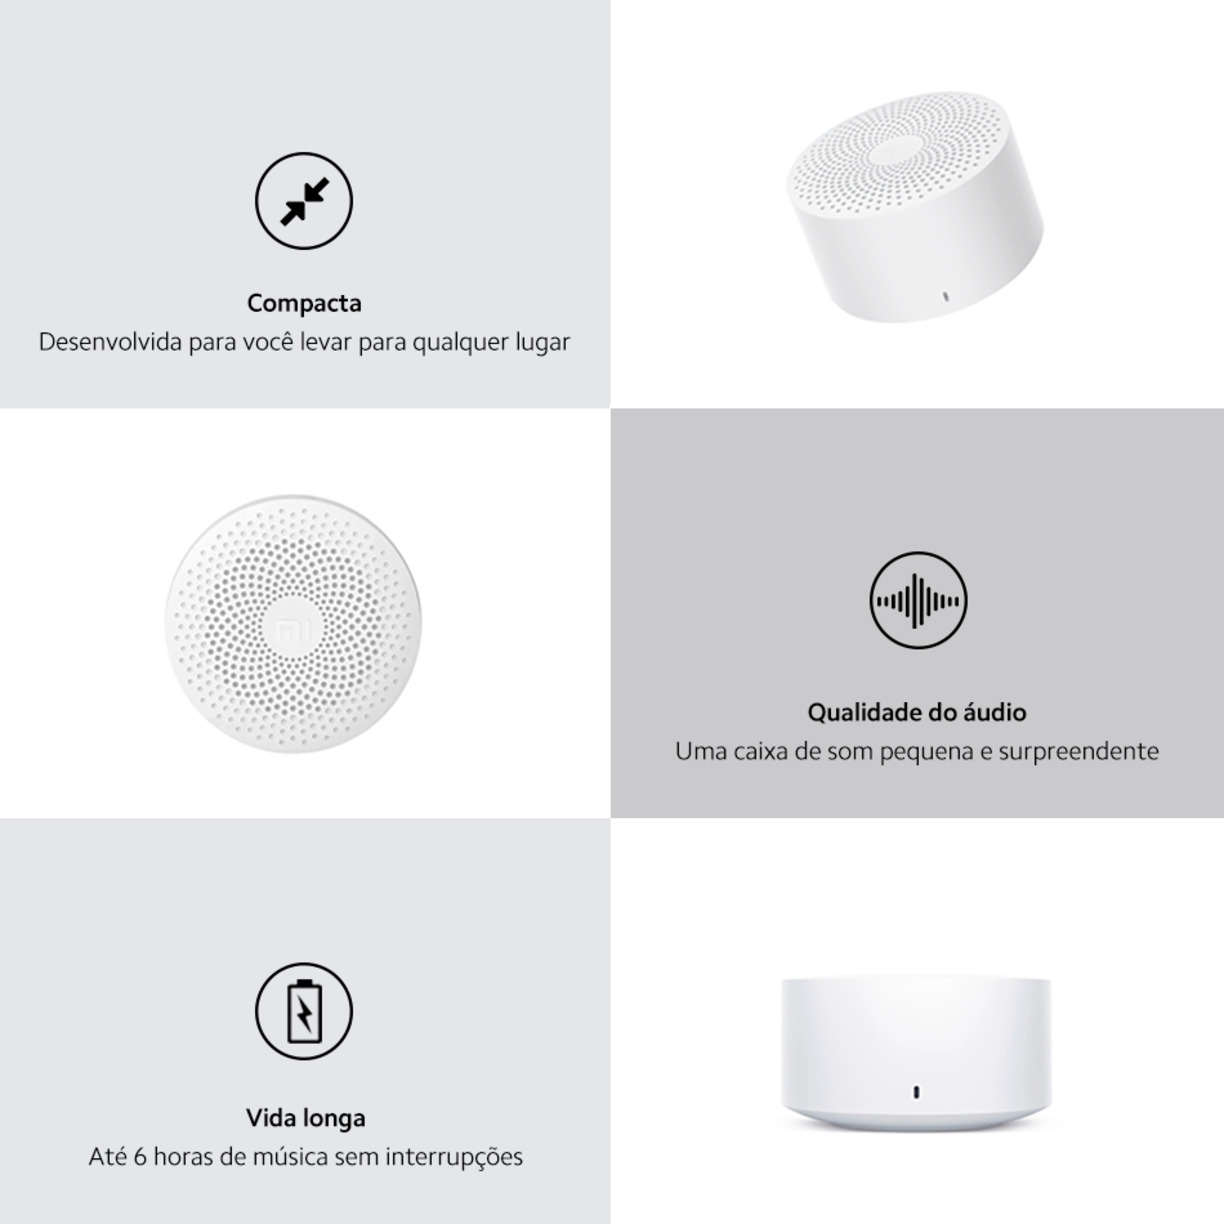 Compacta
Desenvolvida para você levar para qualquer lugar
mi
Qualidade do áudio
Uma caixa de som pequena e surpreendente
Vida longa
Até 6 horas de música sem interrupções